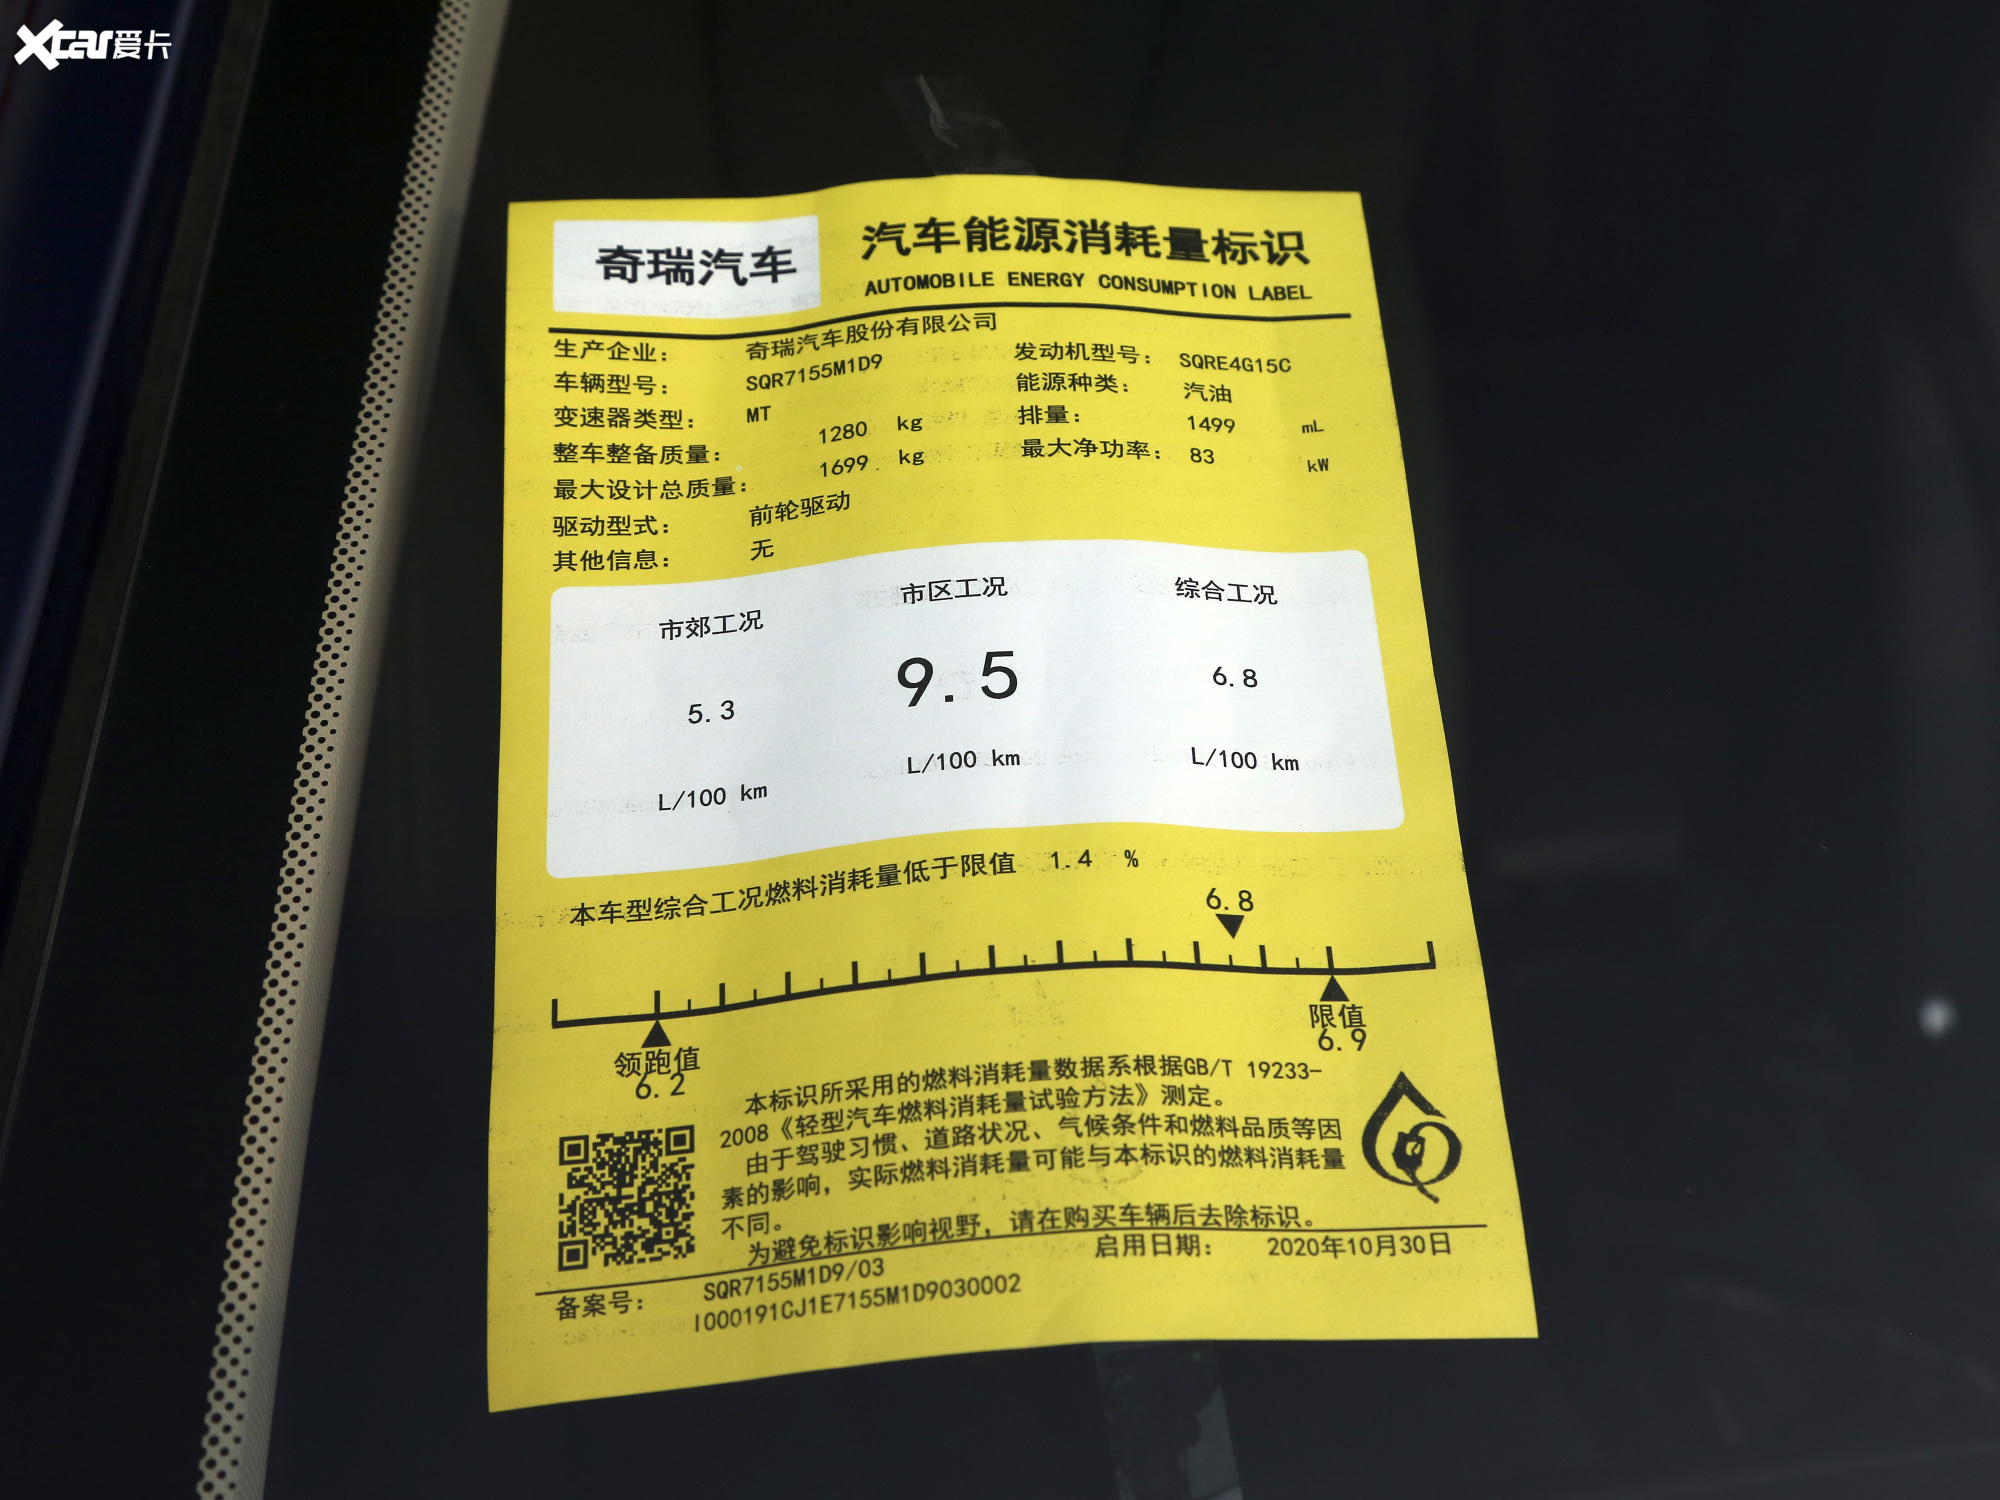 Xcar爱卡
奇瑞汽车
汽车能源消耗量标识
AUTOMOBILE ENERGY CONSUMPTION LABEL
生产企业： 奇瑞汽车股份有限公司
车辆型号： SQR7155M1D9 发动机型号： SQRE4G15C
变速器类型： MT 能源种类： 汽油
整车整备质量： 1280 kg 排量： 1499 mL
最大设计总质量： 1699 kg 最大净功率： 83 kW
驱动型式： 前轮驱动
其他信息： 无
市郊工况 市区工况 综合工况
5.3 9.5 6.8
L/100 km L/100 km L/100 km
本车型综合工况燃料消耗量低于限值 1.4 %
6.8
领跑值 限值
6.2 6.9
本标识所采用的燃料消耗量数据系根据GB/T 19233-
2008《轻型汽车燃料消耗量试验方法》测定。
由于驾驶习惯、道路状况、气候条件和燃料品质等因
素的影响，实际燃料消耗量可能与本标识的燃料消耗量
不同。
为避免标识影响视野，请在购买车辆后去除标识。
备案号： SQR7155M1D9/03 启用日期： 2020年10月30日
I000191CJ1E7155M1D9030002